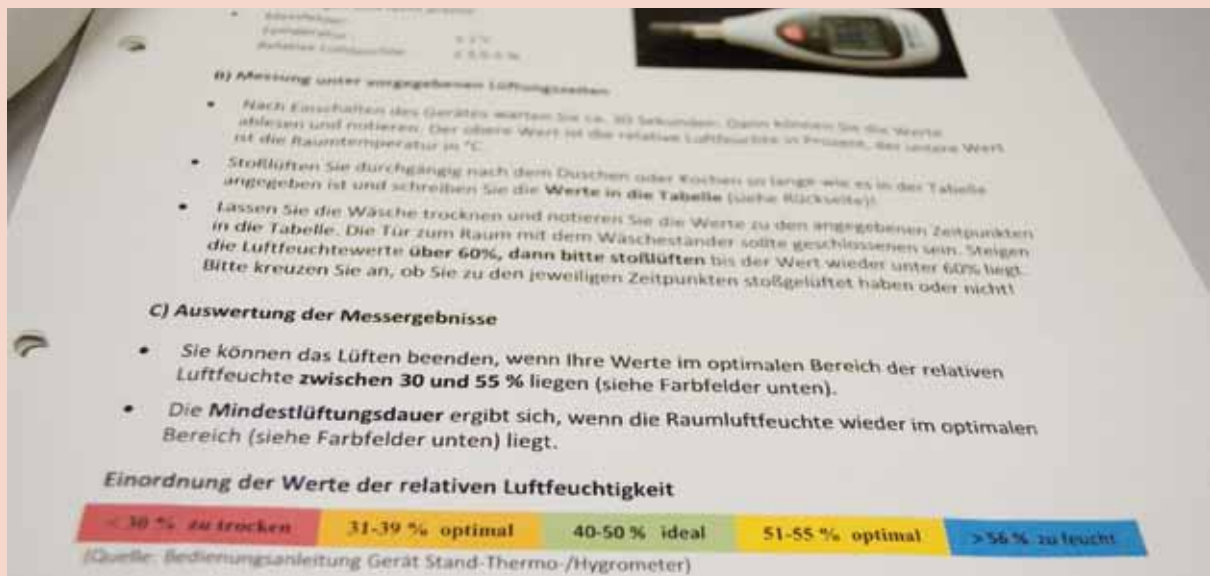 Temperatur
Relative Luftfeuchte
B) Messung unter vorgegebenen Lüftungszeiten
• Nach Einschalten des Gerätes warten Sie ca. 30 Sekunden. Dann können Sie die Werte
ablesen und notieren. Der obere Wert ist die relative Luftfeuchte in Prozent, der untere Wert
ist die Raumtemperatur in °C.
• Stoßlüften Sie durchgängig nach dem Duschen oder Kochen so lange wie es in der Tabelle
angegeben ist und schreiben Sie die Werte in die Tabelle (siehe Rückseite)!
• Lassen Sie die Wäsche trocknen und notieren Sie die Werte zu den angegebenen Zeitpunkten
in die Tabelle. Die Tür zum Raum mit dem Wäscheständer sollte geschlossenen sein. Steigen
die Luftfeuchtewerte über 60%, dann bitte stoßlüften bis der Wert wieder unter 60% liegt.
Bitte kreuzen Sie an, ob Sie zu den jeweiligen Zeitpunkten stoßgelüftet haben oder nicht!
C) Auswertung der Messergebnisse
• Sie können das Lüften beenden, wenn Ihre Werte im optimalen Bereich der relativen
Luftfeuchte zwischen 30 und 55 % liegen (siehe Farbfelder unten).
• Die Mindestlüftungsdauer ergibt sich, wenn die Raumluftfeuchte wieder im optimalen
Bereich (siehe Farbfelder unten) liegt.
Einordnung der Werte der relativen Luftfeuchtigkeit
< 30 % zu trocken 31-39 % optimal 40-50 % ideal 51-55 % optimal > 56 % zu feucht
(Quelle: Bedienungsanleitung Gerät Stand-Thermo-/Hygrometer)